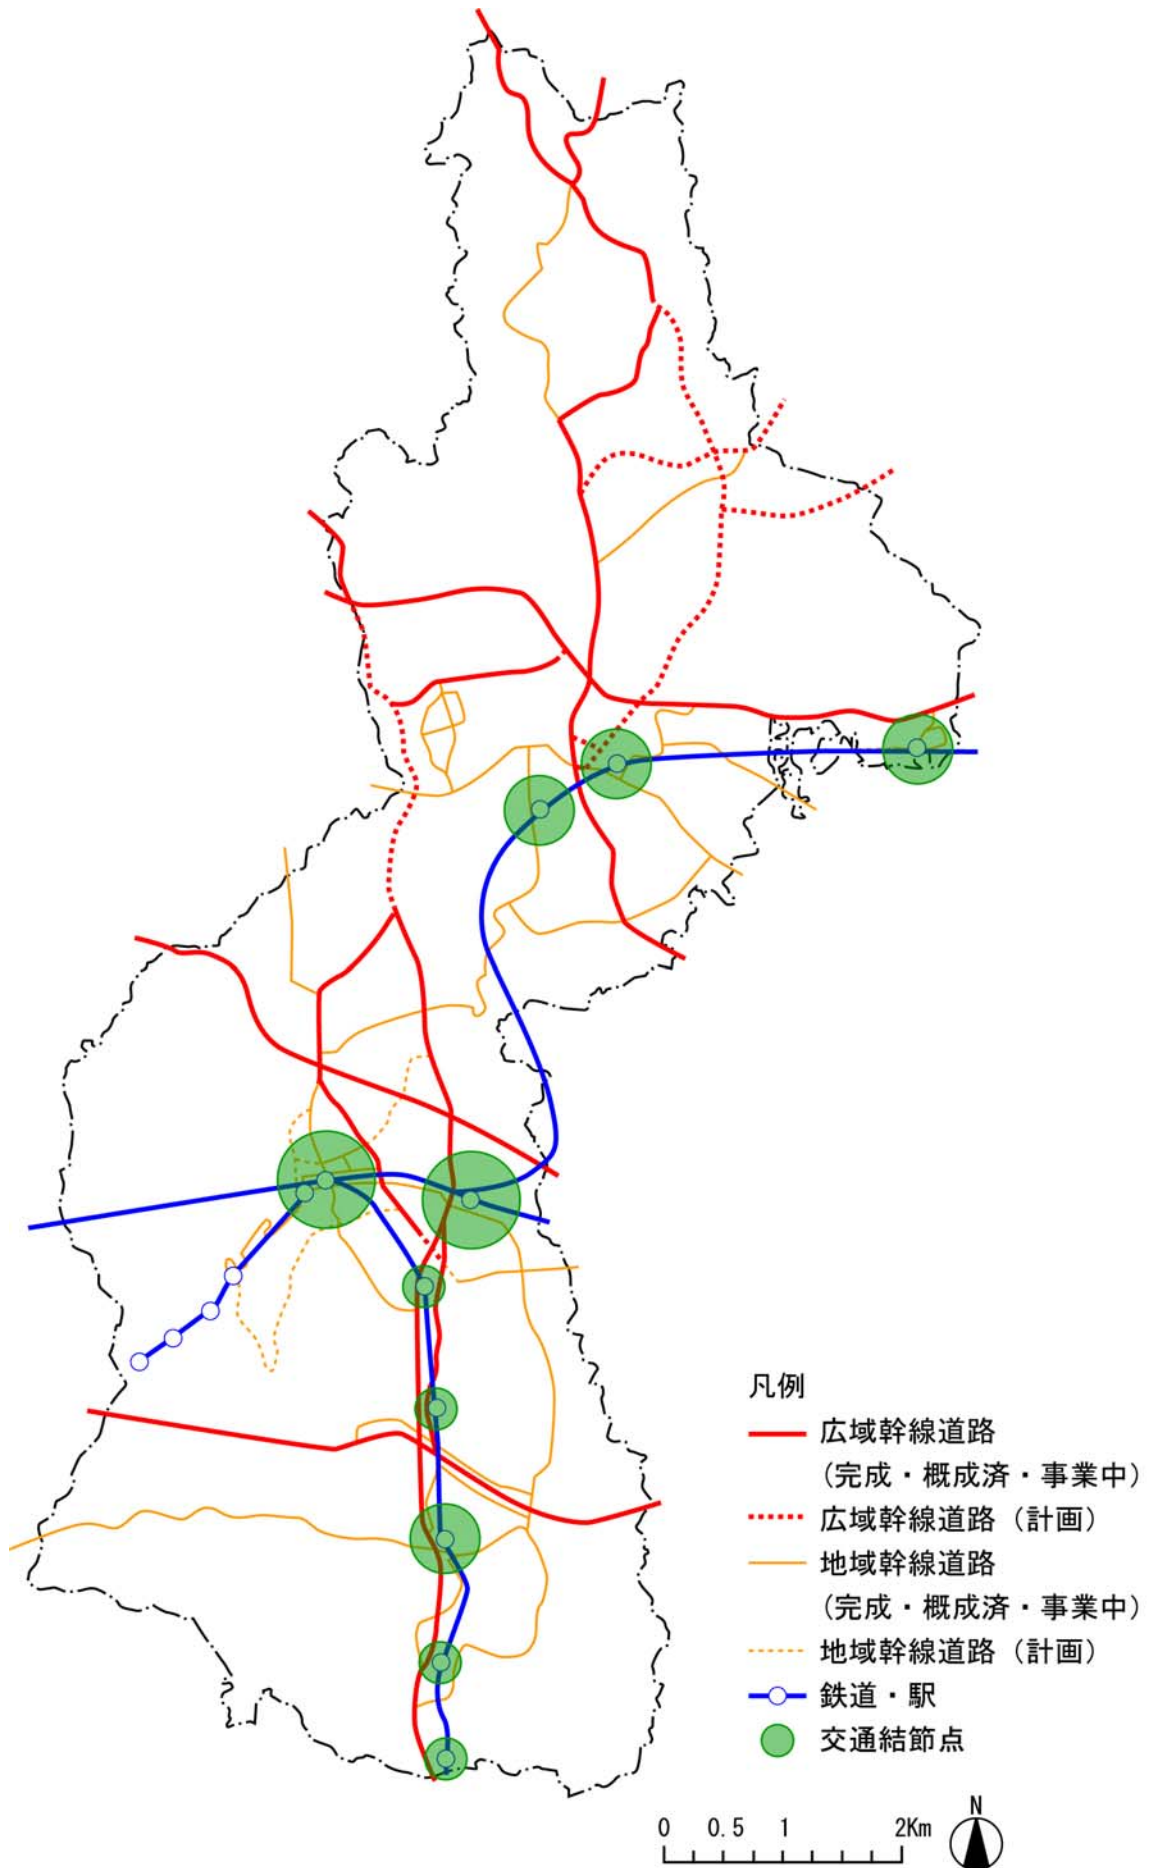 凡例
広域幹線道路
（完成・概成済・事業中）
広域幹線道路（計画）
地域幹線道路
（完成・概成済・事業中）
地域幹線道路（計画）
鉄道・駅
交通結節点
0 0.5 1 2Km
N